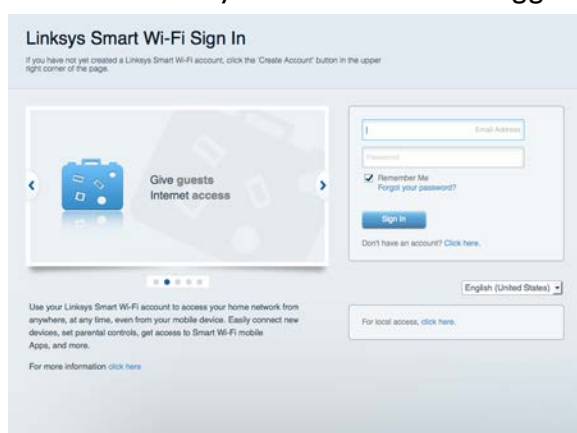 Linksys Smart Wi-Fi Sign In
If you have not yet created a Linksys Smart Wi-Fi account, click the 'Create Account' button in the upper
right corner of the page.
Give guests
Internet access
Email Address
Password
Remember Me
Forgot your password?
Sign In
Don't have an account? Click here.
English (United States)
Use your Linksys Smart Wi-Fi account to access your home network from
anywhere, at any time, even from your mobile device. Easily connect new
devices, set parental controls, get access to Smart Wi-Fi mobile
Apps, and more.
For local access, click here.
For more information click here